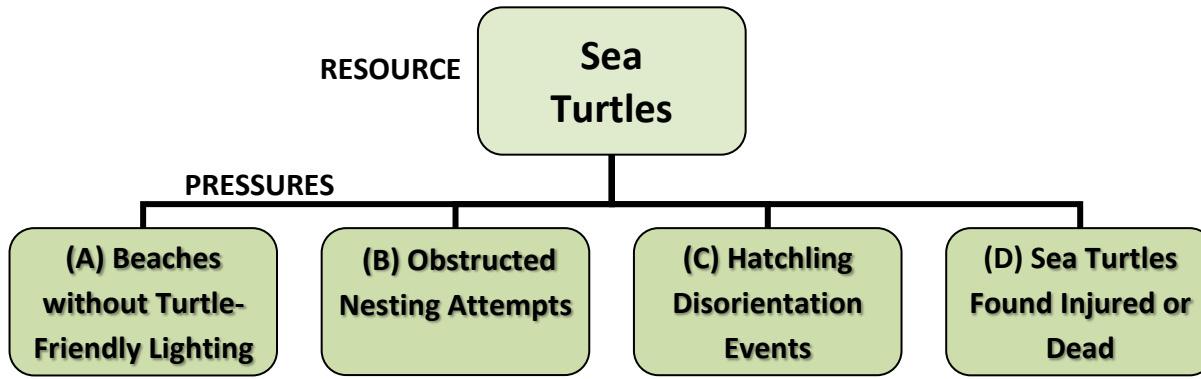 Sea
Turtles
RESOURCE
PRESSURES
(A) Beaches
without Turtle-
Friendly Lighting
(B) Obstructed
Nesting Attempts
(C) Hatchling
Disorientation
Events
(D) Sea Turtles
Found Injured or
Dead